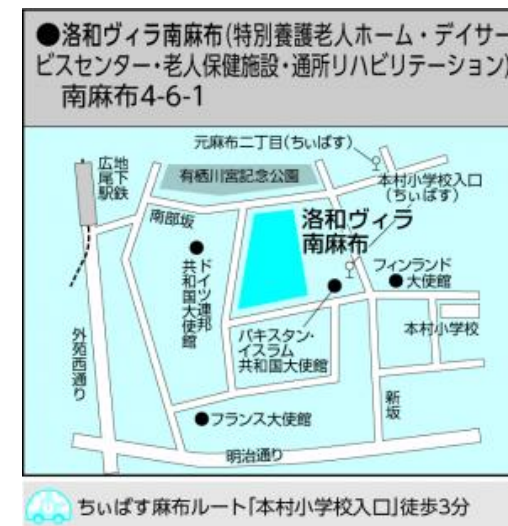 ●洛和ヴィラ南麻布(特別養護老人ホーム・デイサー
ビスセンター・老人保健施設・通所リハビリテーション)
南麻布4-6-1
元麻布二丁目(ちぃばす)
広尾駅
地下鉄
有栖川宮記念公園
本村小学校入口
(ちぃばす)
南部坂
洛和ヴィラ
南麻布
ドイツ連邦
共和国大使館
フィンランド
大使館
外苑西通り
パキスタン・
イスラム
共和国大使館
本村小学校
新坂
フランス大使館
明治通り
ちぃばす麻布ルート「本村小学校入口」徒歩3分